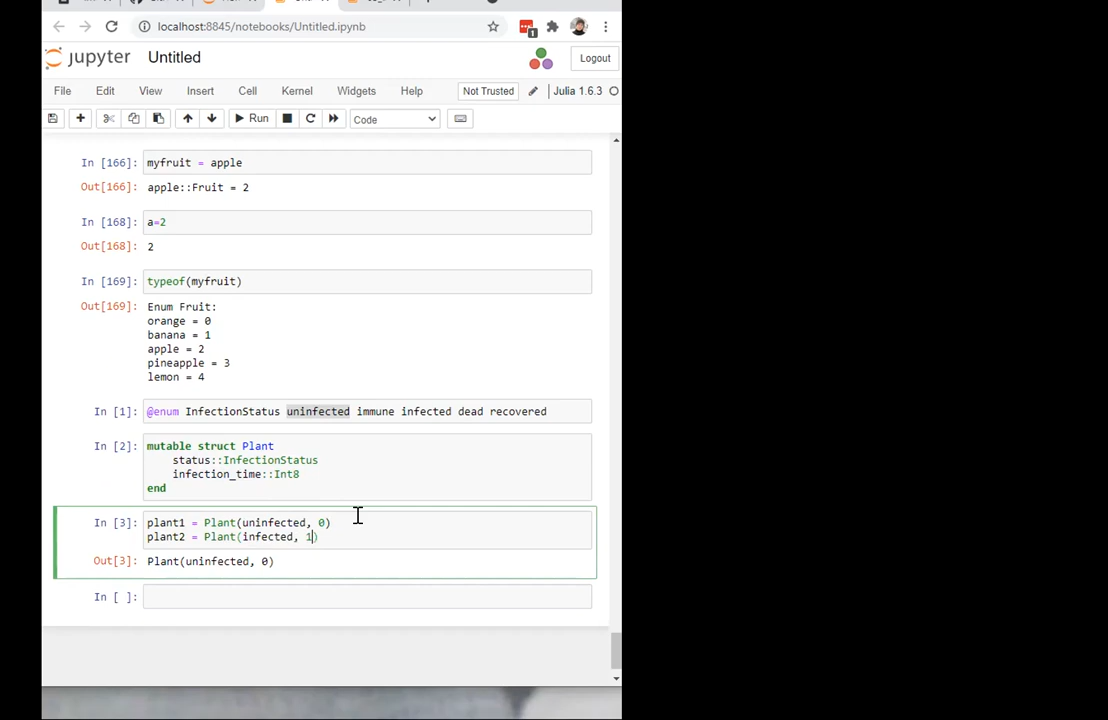 localhost:8845/notebooks/Untitled.ipynb
1
jupyter Untitled
Logout
File Edit View Insert Cell Kernel Widgets Help
Not Trusted
Julia 1.6.3
Run
Code
In [166]: myfruit = apple
Out[166]: apple::Fruit = 2
In [168]: a=2
Out[168]: 2
In [169]: typeof(myfruit)
Out[169]: Enum Fruit:
orange = 0
banana = 1
apple = 2
pineapple = 3
lemon = 4
In [1]: @enum InfectionStatus uninfected immune infected dead recovered
In [2]: mutable struct Plant
status::InfectionStatus
infection_time::Int8
end
In [3]: plant1 = Plant(uninfected, 0)
plant2 = Plant(infected, 1)
Out[3]: Plant(uninfected, 0)
In [ ]: